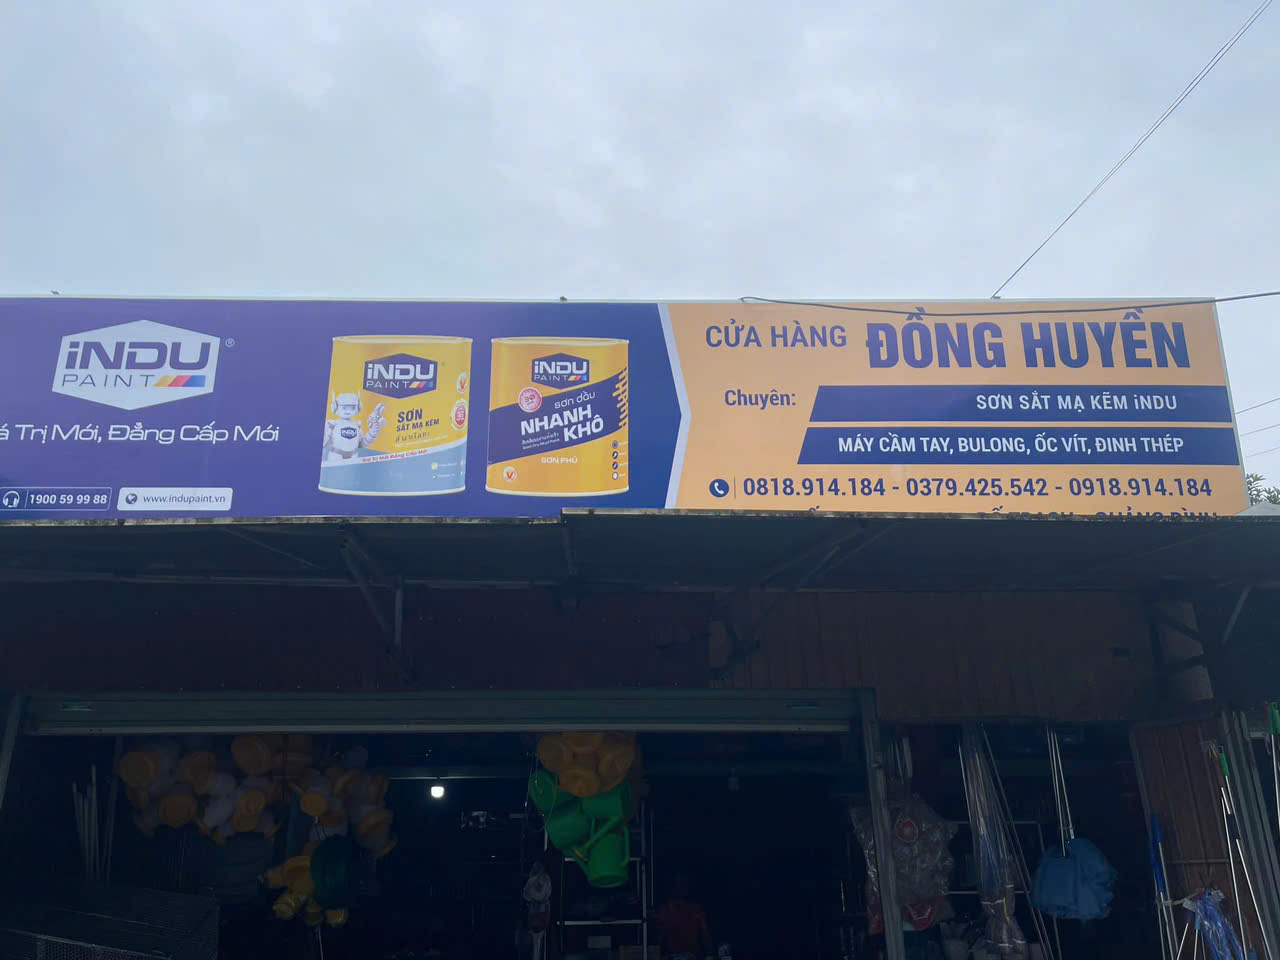 iNDU
PAINT
®
Trị Mới, Đẳng Cấp Mới
1900 59 99 88
www.indupaint.vn
iNDU
PAINT
SƠN
SẮT MẠ KẼM
iNDU
PAINT
sơn dầu
NHANH
KHÔ
SƠN PHỦ
CỬA HÀNG ĐỒNG HUYỀN
Chuyên:
SƠN SẮT MẠ KẼM iNDU
MÁY CẦM TAY, BULONG, ỐC VÍT, ĐINH THÉP
0818.914.184 - 0379.425.542 - 0918.914.184